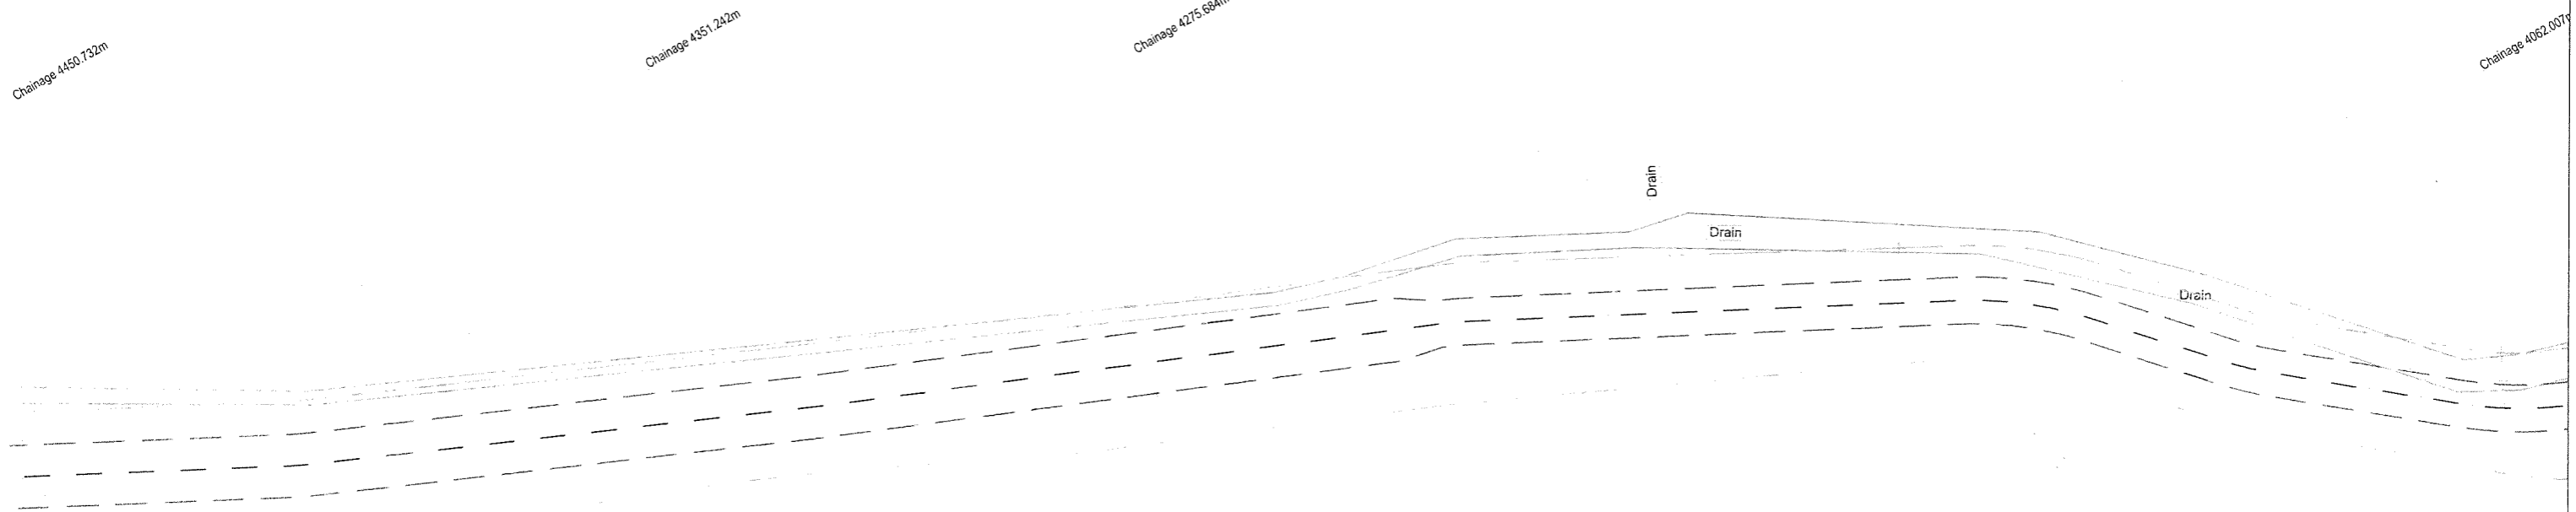 Chainage 4450.732m
Chainage 4351.242m
Chainage 4275.684m
Chainage 4062.007m
Drain
Drain
Drain